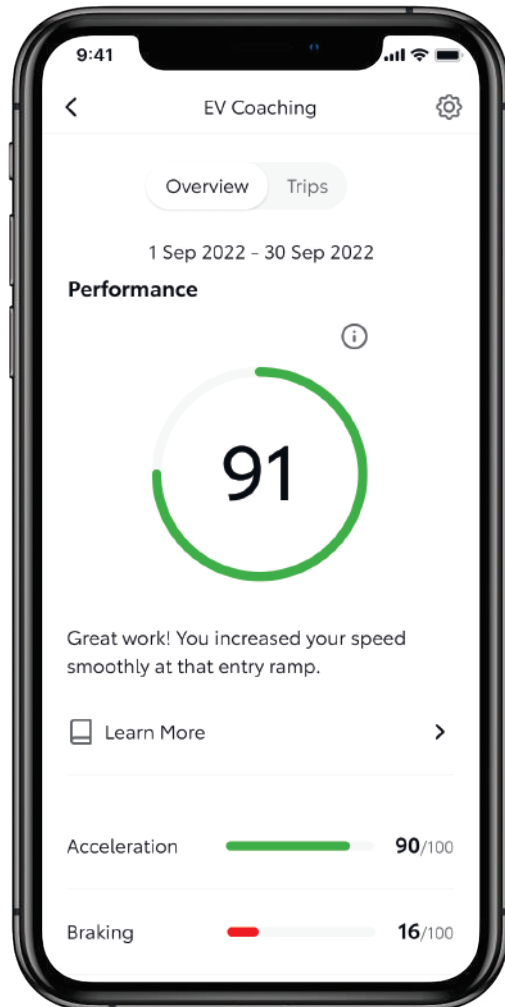 9:41
EV Coaching
Overview Trips
1 Sep 2022 – 30 Sep 2022
Performance
91
Great work! You increased your speed
smoothly at that entry ramp.
Learn More
Acceleration 90/100
Braking 16/100